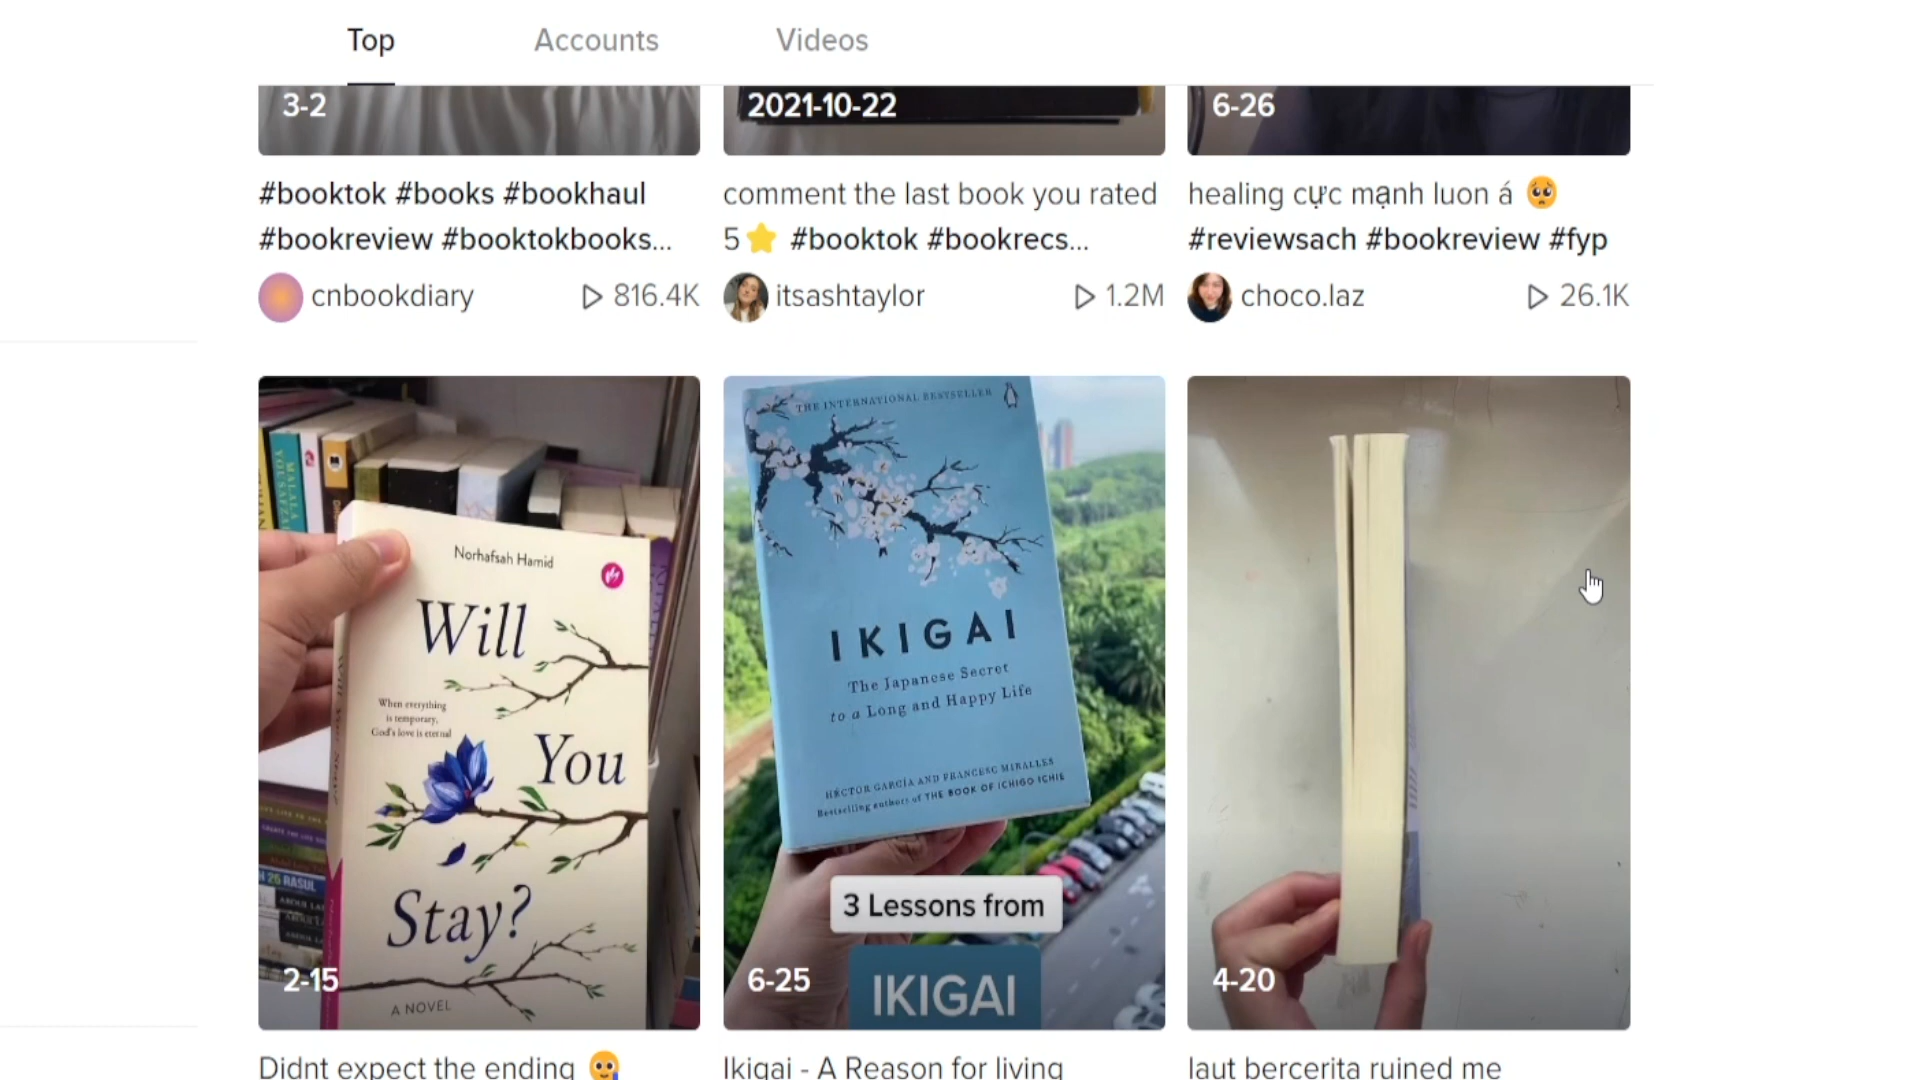 Top
Accounts
Videos
3-2
2021-10-22
6-26
#booktok #books #bookhaul
#bookreview #booktokbooks...
cnbookdiary
816.4K
comment the last book you rated
5⭐ #booktok #bookrecs...
itsashtaylor
1.2M
healing cực mạnh luon á 🥺
#reviewsach #bookreview #fyp
choco.laz
26.1K
MALALA
YOUSAFZAI
Norhafsah Hamid
Will
You
Stay?
When everything
is temporary,
God's love is eternal
A NOVEL
25 RASUL
2-15
THE INTERNATIONAL BESTSELLER
IKIGAI
The Japanese Secret
to a Long and Happy Life
HÉCTOR GARCÍA AND FRANCESC MIRALLES
Bestselling authors of THE BOOK OF ICHIGO ICHIE
3 Lessons from
IKIGAI
6-25
4-20
Didnt expect the ending 🥲
Ikigai - A Reason for living
laut bercerita ruined me